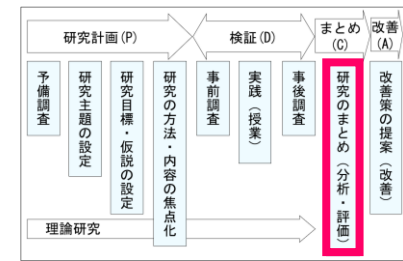 研究計画(P)
検証(D)
まとめ
(C)
改善
(A)
予備調査
研究主題の設定
研究目標・仮説の設定
研究の方法・内容の焦点化
事前調査
実践(授業)
事後調査
研究のまとめ(分析・評価)
改善策の提案(改善)
理論研究